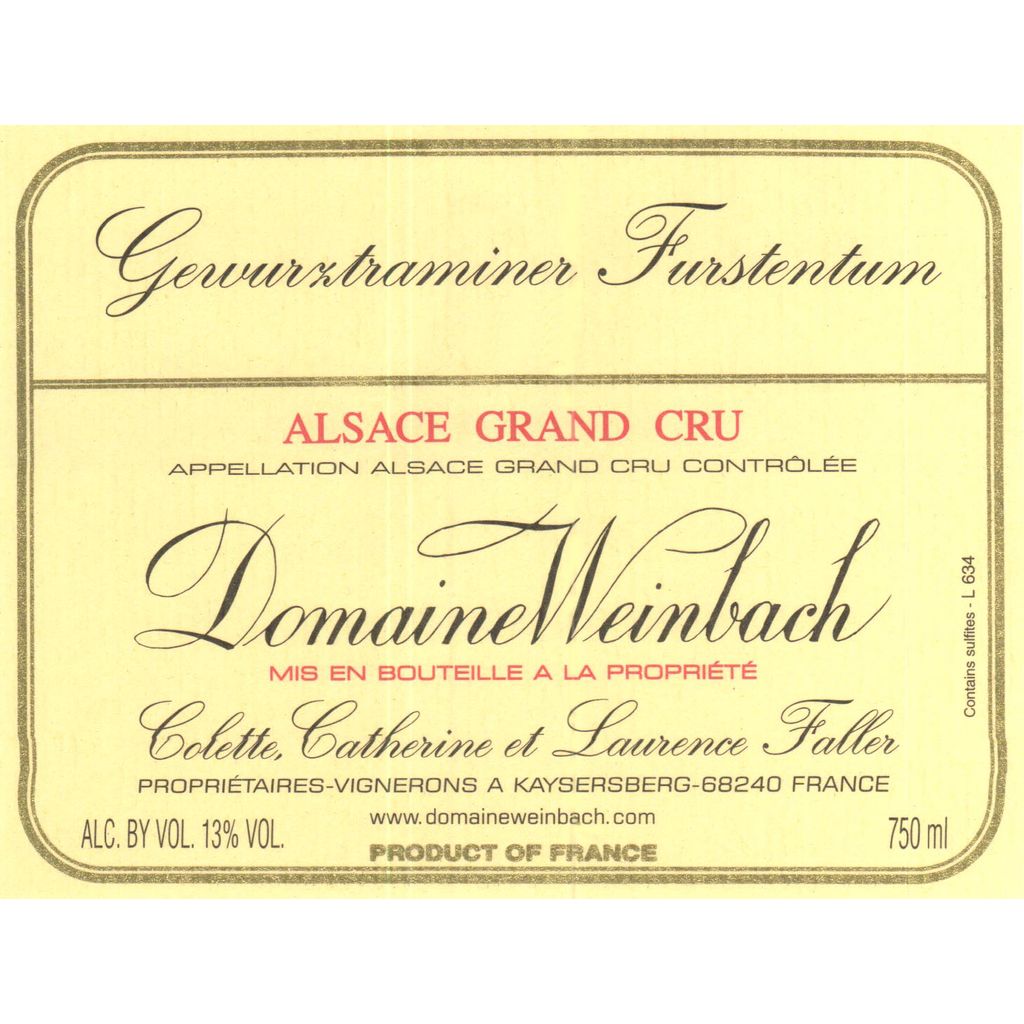 Gewurztraminer Furstentum
ALSACE GRAND CRU
APPELLATION ALSACE GRAND CRU CONTRÔLÉE
Domaine Weinbach
MIS EN BOUTEILLE A LA PROPRIÉTÉ
Colette, Catherine et Laurence Faller
PROPRIÉTAIRES-VIGNERONS A KAYSERSBERG-68240 FRANCE
www.domaineweinbach.com
ALC. BY VOL. 13% VOL.
750 ml
PRODUCT OF FRANCE
Contains sulfites - L 634